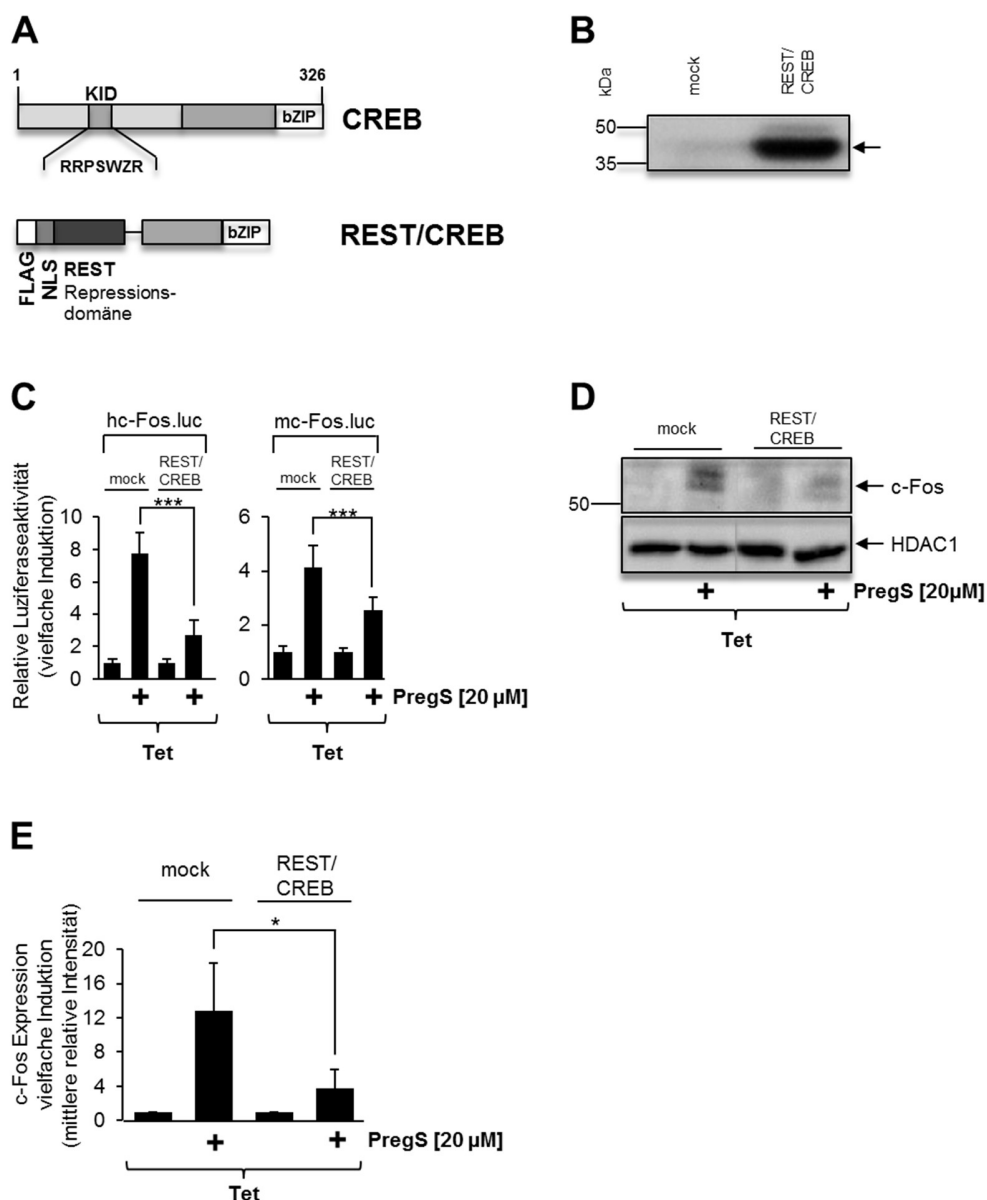 A
1
326
KID
bZIP
CREB
RRPSWZR
bZIP
REST/CREB
FLAG
NLS
REST
Repressions-
domäne
B
kDa
mock
REST/
CREB
50
35
C
hc-Fos.luc
mc-Fos.luc
mock
REST/
CREB
mock
REST/
CREB
Relative Luziferaseaktivität
(vielfache Induktion)
10
8
6
4
2
0
***
6
4
2
0
***
+ +
+ +
PregS [20 µM]
Tet
Tet
D
mock
REST/
CREB
50
c-Fos
HDAC1
+ +
PregS [20µM]
Tet
E
mock
REST/
CREB
c-Fos Expression
vielfache Induktion
(mittlere relative Intensität)
20
16
12
8
4
0
*
+ +
PregS [20 µM]
Tet